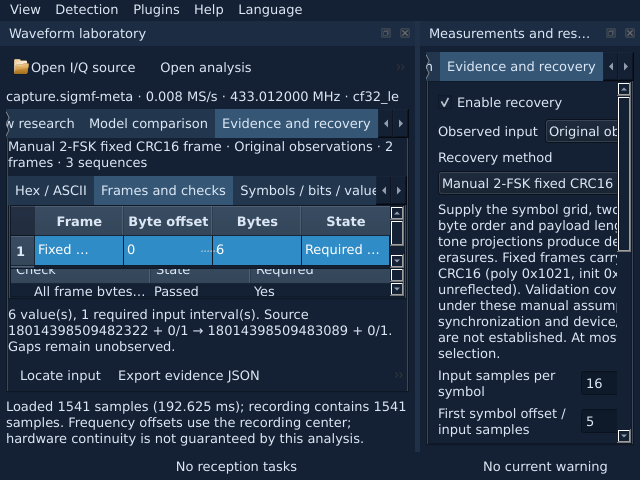 View Detection Plugins Help Language
Waveform laboratory
Open I/Q source Open analysis
capture.sigmf-meta · 0.008 MS/s · 433.012000 MHz · cf32_le
w research Model comparison Evidence and recovery
Manual 2-FSK fixed CRC16 frame · Original observations · 2
frames · 3 sequences
Hex / ASCII Frames and checks Symbols / bits / value
Frame Byte offset Bytes State
1 Fixed ... 0 6 Required ...
Check State Required
All frame bytes... Passed Yes
6 value(s), 1 required input interval(s). Source
18014398509482322 + 0/1 → 18014398509483089 + 0/1.
Gaps remain unobserved.
Locate input Export evidence JSON
Loaded 1541 samples (192.625 ms); recording contains 1541
samples. Frequency offsets use the recording center;
hardware continuity is not guaranteed by this analysis.
No reception tasks
Measurements and res...
Evidence and recovery
Enable recovery
Observed input Original ob
Recovery method
Manual 2-FSK fixed CRC16
Supply the symbol grid, two
byte order and payload leng
tone projections produce de
erasures. Fixed frames carry
CRC16 (poly 0x1021, init 0x
unreflected). Validation cov
under these manual assum
synchronization and device,
are not established. At mos
selection.
Input samples per
symbol 16
First symbol offset /
input samples 5
No current warning